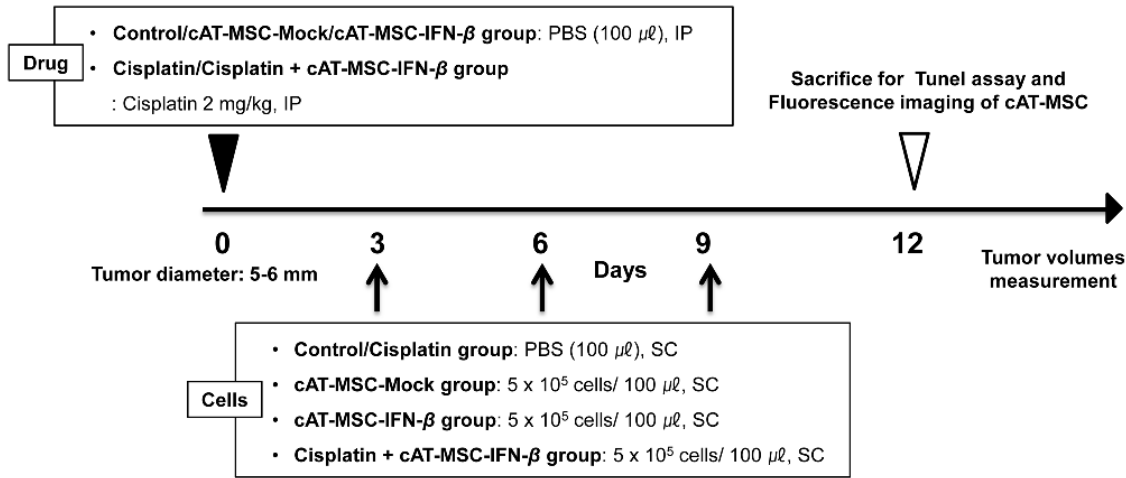 • Control/cAT-MSC-Mock/cAT-MSC-IFN-β group: PBS (100 ㎕), IP
Drug
• Cisplatin/Cisplatin + cAT-MSC-IFN-β group
: Cisplatin 2 mg/kg, IP
Sacrifice for Tunel assay and
Fluorescence imaging of cAT-MSC
0 3 6 9 12
Tumor diameter: 5-6 mm
Days
Tumor volumes
measurement
• Control/Cisplatin group: PBS (100 ㎕), SC
• cAT-MSC-Mock group: 5 x 10⁵ cells/ 100 ㎕, SC
Cells
• cAT-MSC-IFN-β group: 5 x 10⁵ cells/ 100 ㎕, SC
• Cisplatin + cAT-MSC-IFN-β group: 5 x 10⁵ cells/ 100 ㎕, SC